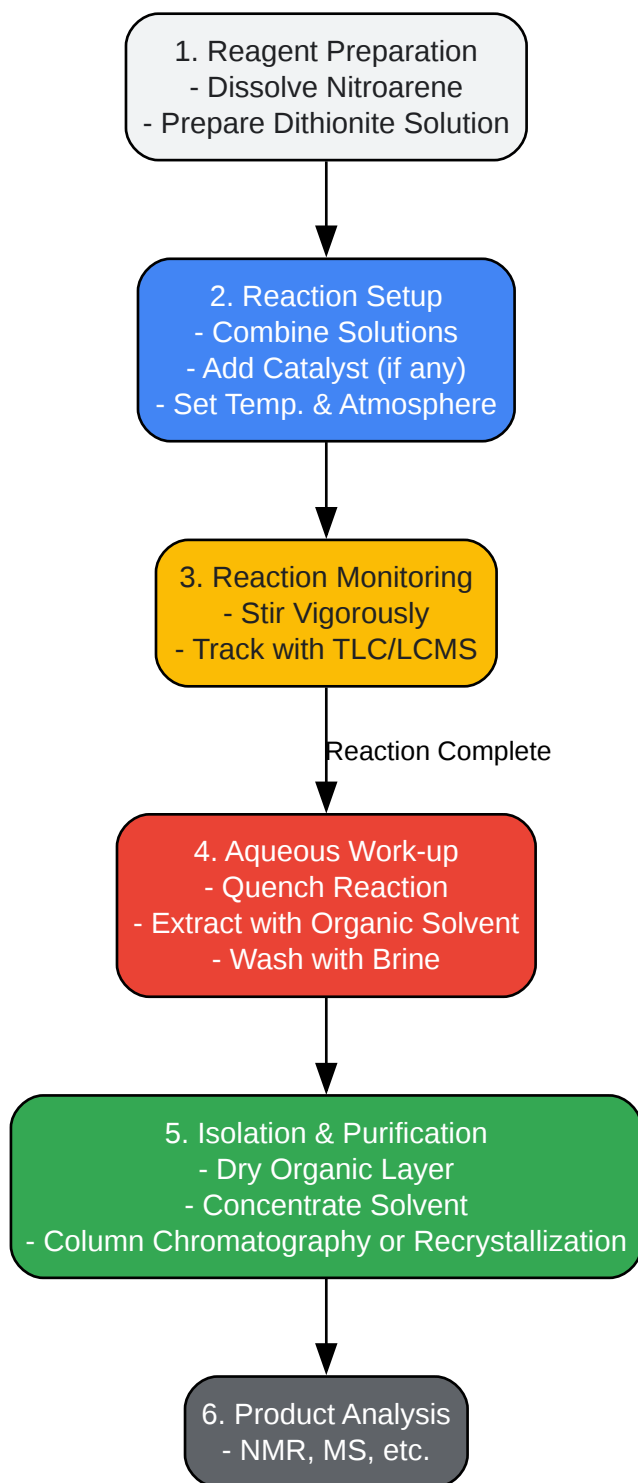 1. Reagent Preparation
- Dissolve Nitroarene
- Prepare Dithionite Solution
2. Reaction Setup
- Combine Solutions
- Add Catalyst (if any)
- Set Temp. & Atmosphere
3. Reaction Monitoring
- Stir Vigorously
- Track with TLC/LCMS
Reaction Complete
4. Aqueous Work-up
- Quench Reaction
- Extract with Organic Solvent
- Wash with Brine
5. Isolation & Purification
- Dry Organic Layer
- Concentrate Solvent
- Column Chromatography or Recrystallization
6. Product Analysis
- NMR, MS, etc.